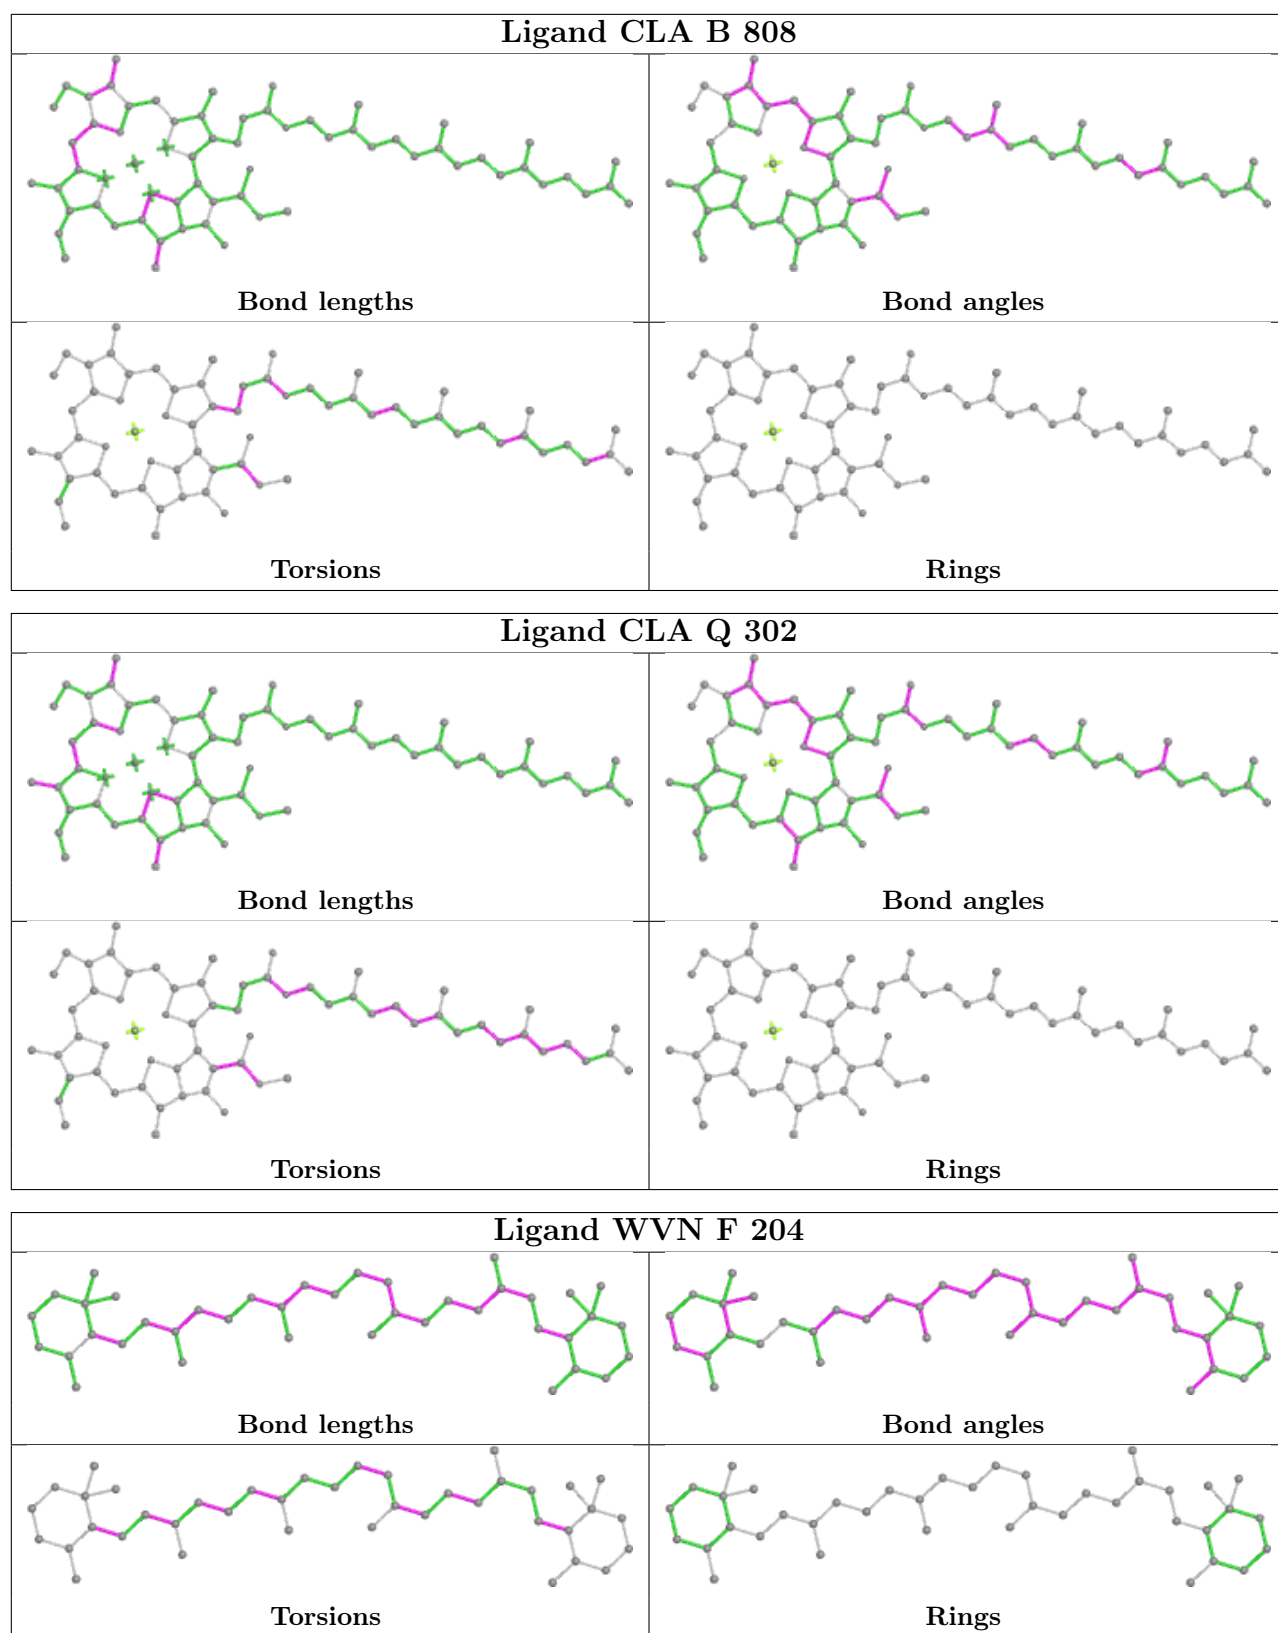 Ligand CLA B 808
Bond lengths
Bond angles
Torsions
Rings
Ligand CLA Q 302
Bond lengths
Bond angles
Torsions
Rings
Ligand WVN F 204
Bond lengths
Bond angles
Torsions
Rings